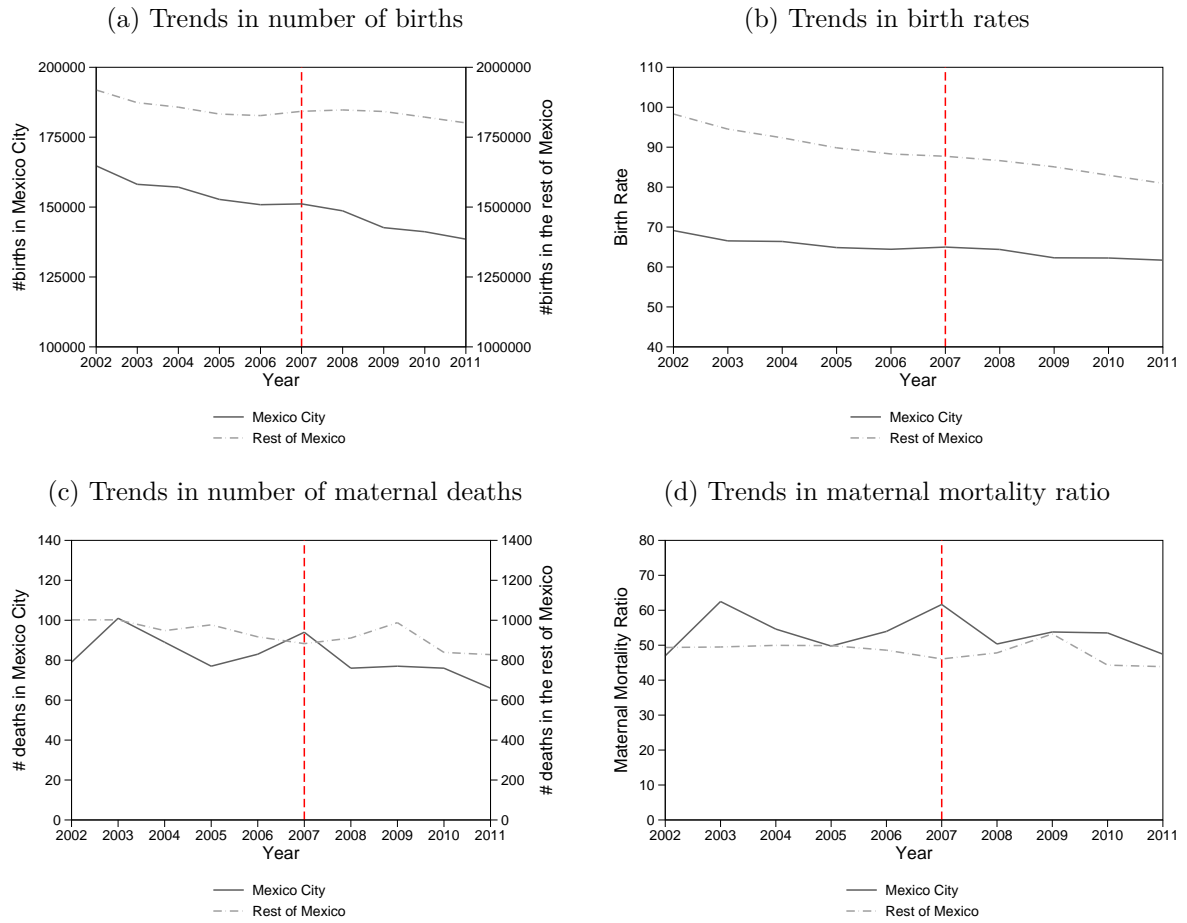 (a) Trends in number of births
200000
175000
150000
125000
100000
#births in Mexico City
2000000
1750000
1500000
1250000
1000000
#births in the rest of Mexico
2002 2003 2004 2005 2006 2007 2008 2009 2010 2011
Year
Mexico City
Rest of Mexico
(b) Trends in birth rates
110
100
90
80
70
60
50
40
Birth Rate
2002 2003 2004 2005 2006 2007 2008 2009 2010 2011
Year
Mexico City
Rest of Mexico
(c) Trends in number of maternal deaths
140
120
100
80
60
40
20
0
# deaths in Mexico City
1400
1200
1000
800
600
400
200
0
# deaths in the rest of Mexico
2002 2003 2004 2005 2006 2007 2008 2009 2010 2011
Year
Mexico City
Rest of Mexico
(d) Trends in maternal mortality ratio
80
70
60
50
40
30
20
10
0
Maternal Mortality Ratio
2002 2003 2004 2005 2006 2007 2008 2009 2010 2011
Year
Mexico City
Rest of Mexico